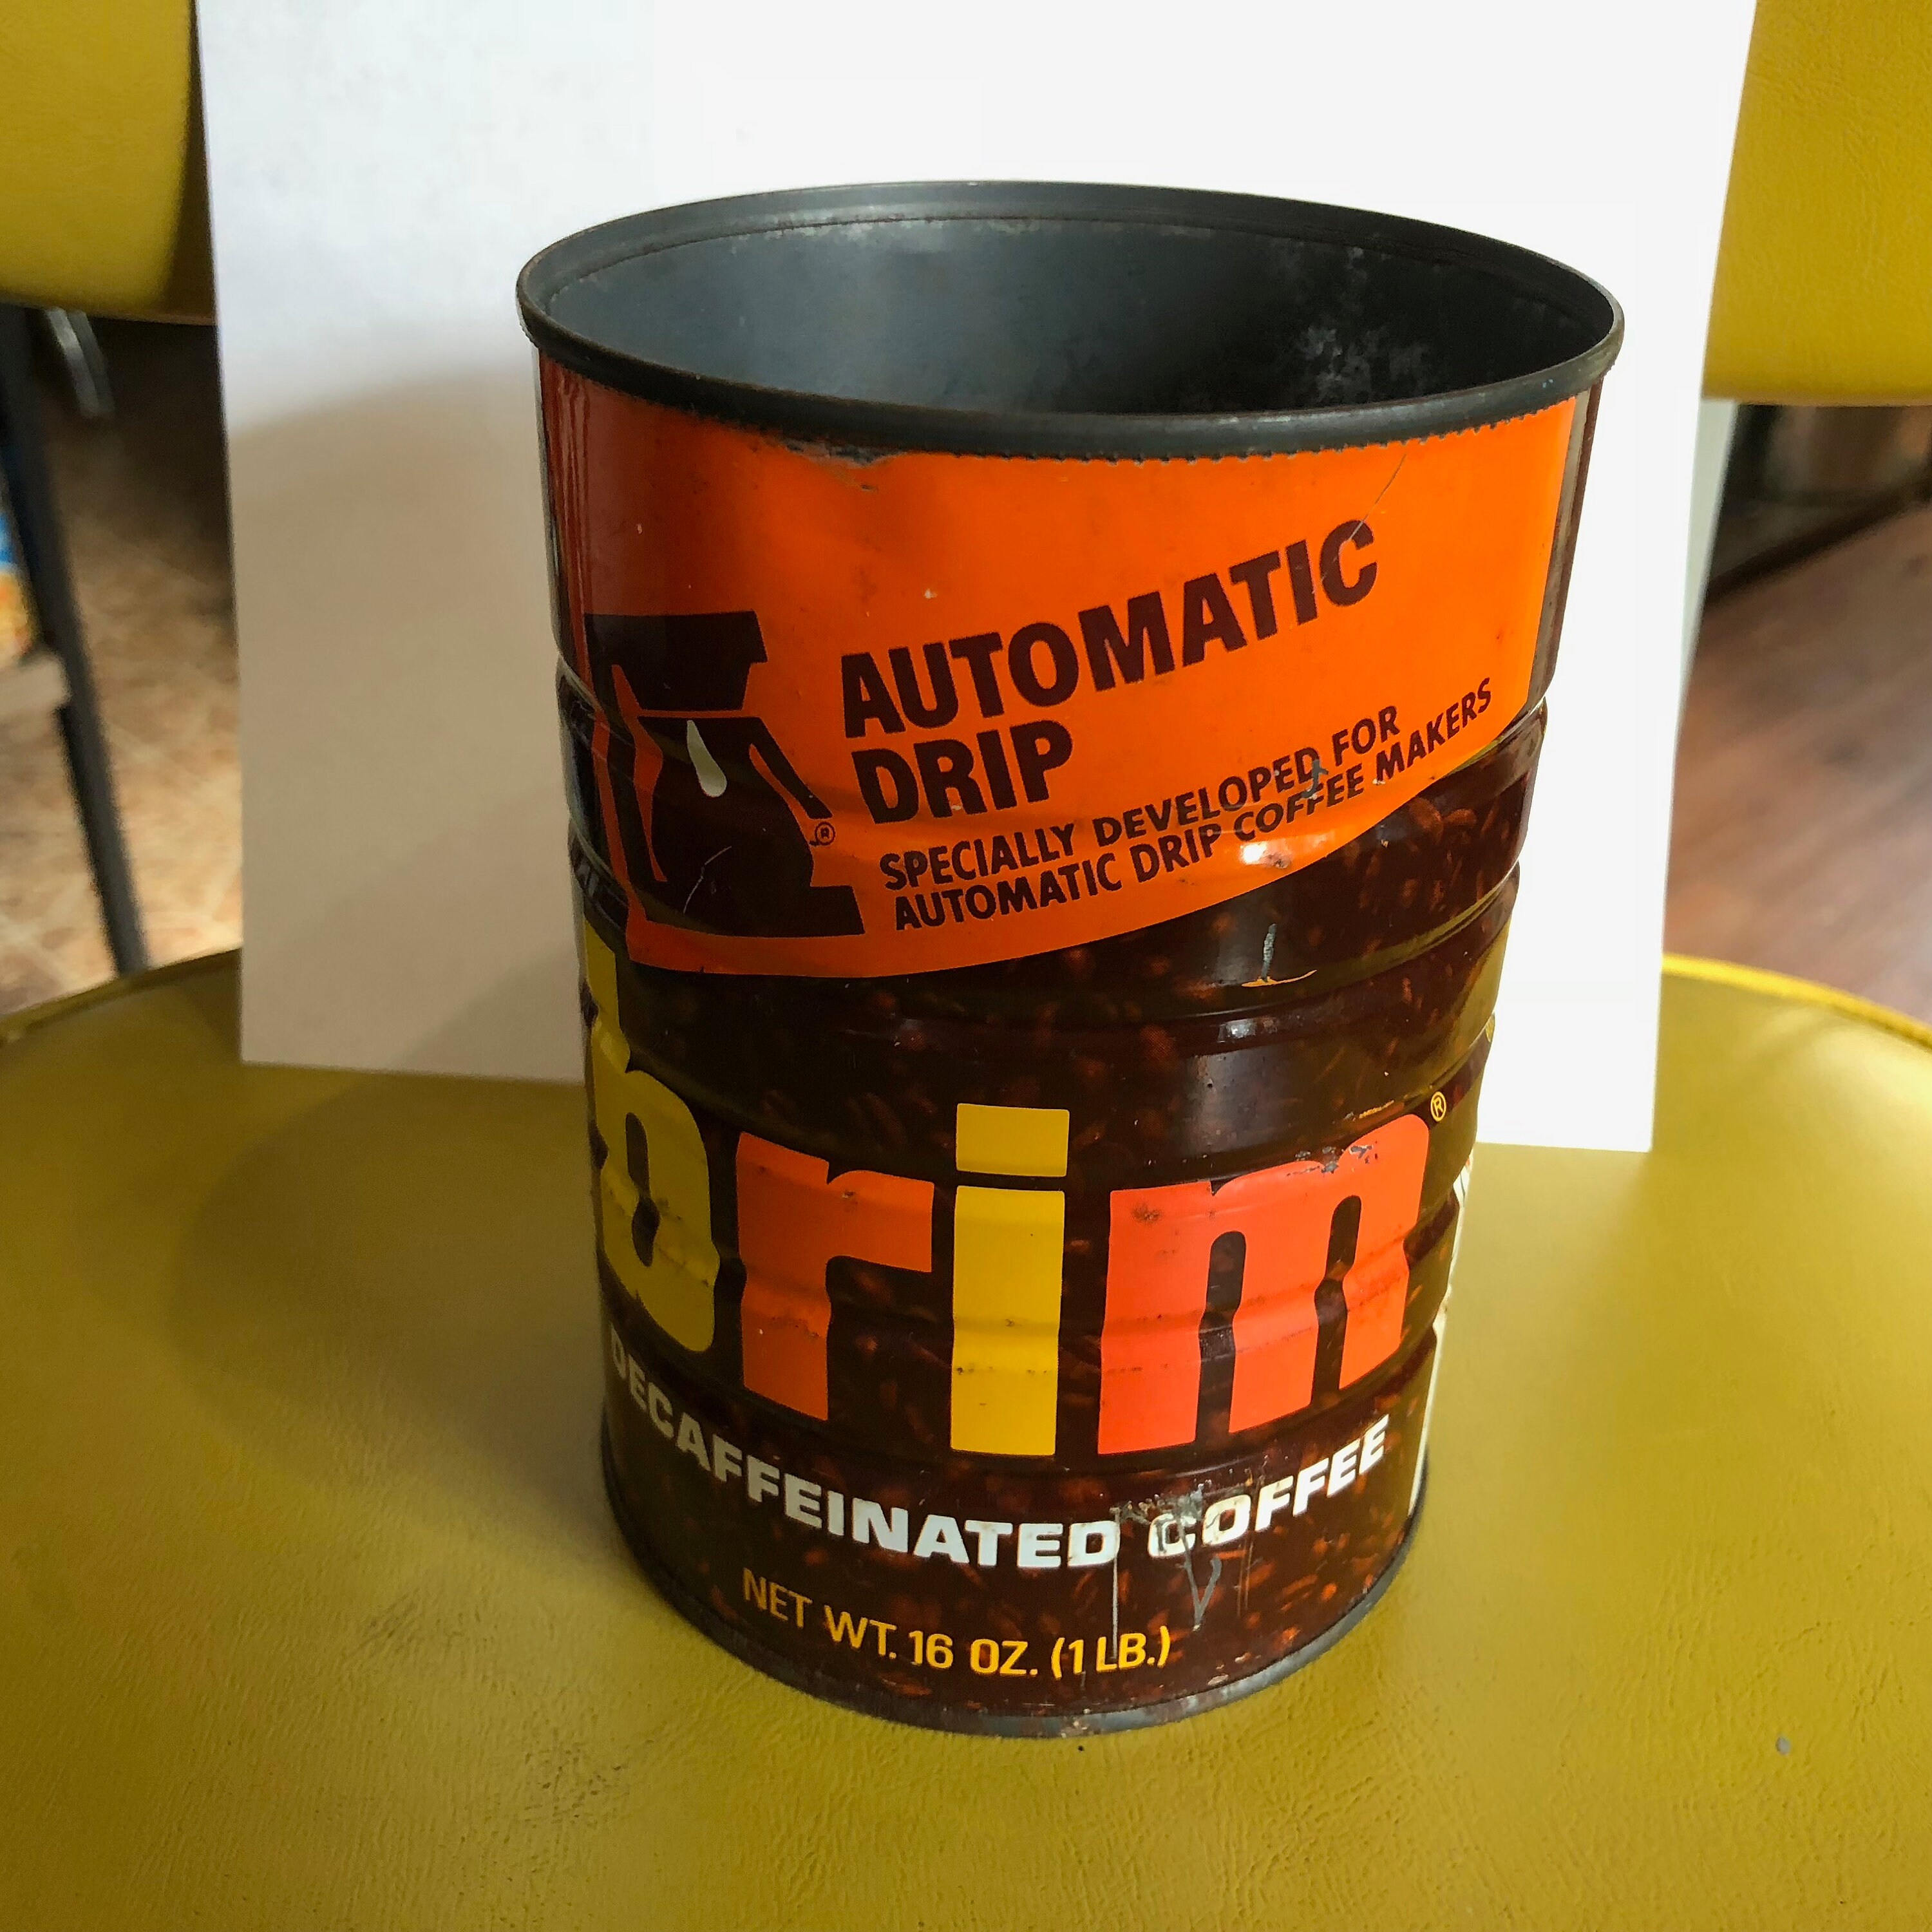 AUTOMATIC
DRIP
SPECIALLY DEVELOPED FOR
AUTOMATIC DRIP COFFEE MAKERS
®
brim®
DECAFFEINATED COFFEE
NET WT. 16 OZ. (1 LB.)